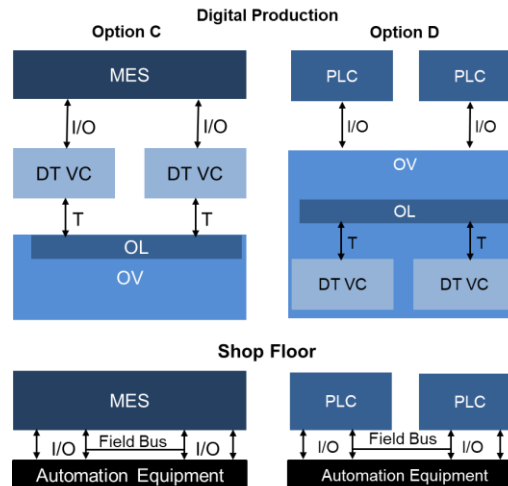 Digital Production
Option C
Option D
MES
PLC
PLC
I/O
I/O
I/O
I/O
DT VC
DT VC
OV
T
T
OL
OL
OV
T
T
DT VC
DT VC
Shop Floor
MES
PLC
PLC
I/O
Field Bus
I/O
I/O
Field Bus
I/O
Automation Equipment
Automation Equipment